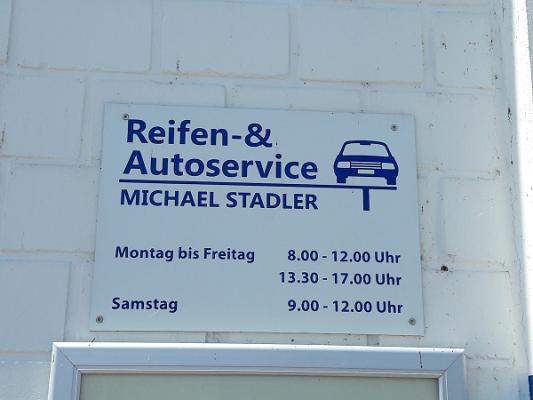 Reifen-&
Autoservice
MICHAEL STADLER
Montag bis Freitag 8.00 - 12.00 Uhr
13.30 - 17.00 Uhr
Samstag 9.00 - 12.00 Uhr